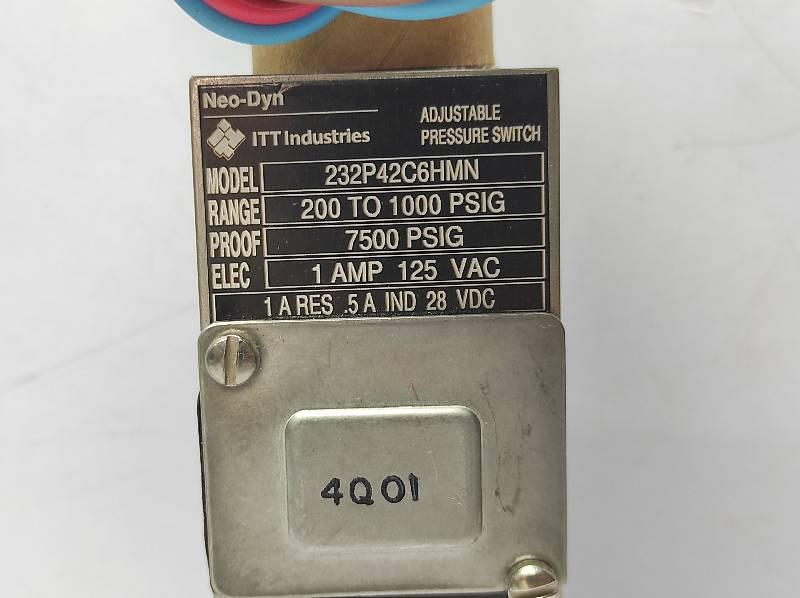 Neo-Dyn
ITT Industries
ADJUSTABLE
PRESSURE SWITCH
MODEL 232P42C6HMN
RANGE 200 TO 1000 PSIG
PROOF 7500 PSIG
ELEC 1 AMP 125 VAC
1 A RES .5 A IND 28 VDC
4Q01